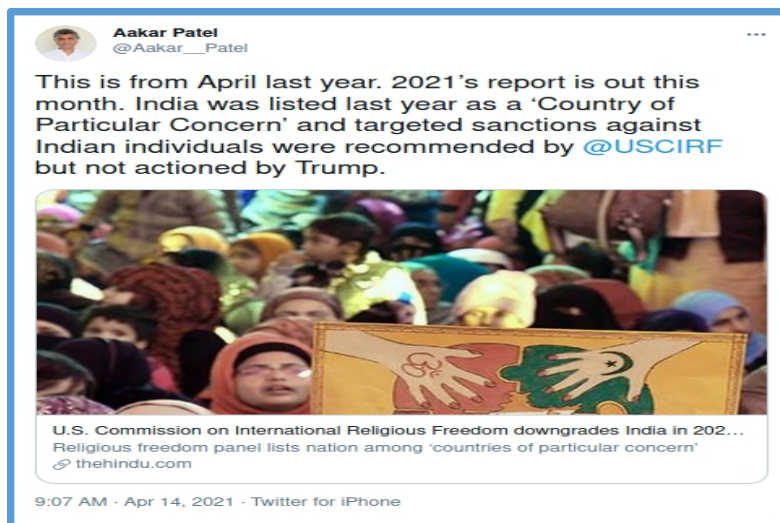 Aakar Patel
@Aakar__Patel
This is from April last year. 2021’s report is out this
month. India was listed last year as a ‘Country of
Particular Concern’ and targeted sanctions against
Indian individuals were recommended by @USCIRF
but not actioned by Trump.
U.S. Commission on International Religious Freedom downgrades India in 202...
Religious freedom panel lists nation among ‘countries of particular concern’
thehindu.com
9:07 AM · Apr 14, 2021 · Twitter for iPhone